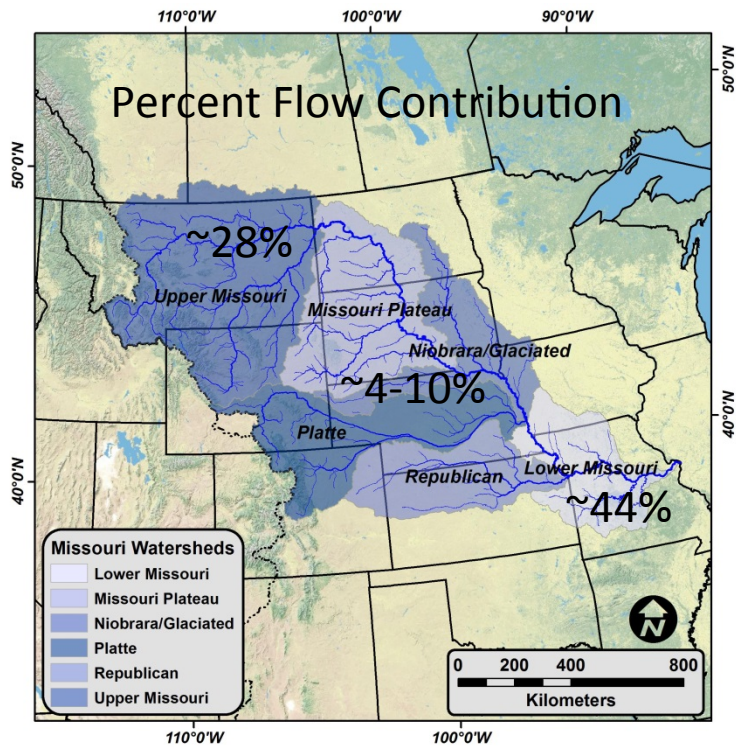 110°0'W
100°0'W
90°0'W
50°0'N
Percent Flow Contribution
50°0'N
~28%
Upper Missouri
Missouri Plateau
Niobrara/Glaciated
~4-10%
40°0'N
Platte
Republican
Lower Missouri
40°0'N
~44%
Missouri Watersheds
Lower Missouri
Missouri Plateau
Niobrara/Glaciated
Platte
Republican
Upper Missouri
N
0 200 400 800
Kilometers
110°0'W
100°0'W